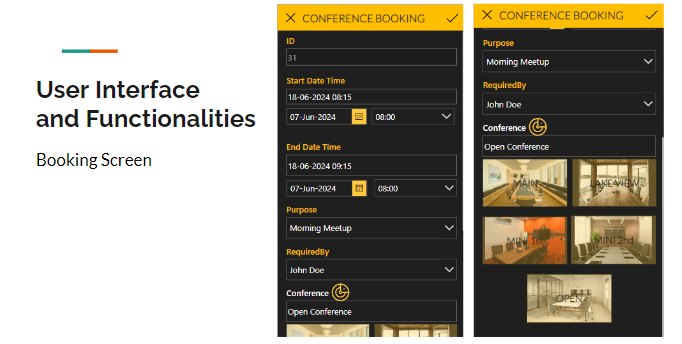 User Interface
and Functionalities
Booking Screen
CONFERENCE BOOKING
ID
31
Start Date Time
18-06-2024 08:15
07-Jun-2024 08:00
End Date Time
18-06-2024 09:15
07-Jun-2024 08:00
Purpose
Morning Meetup
RequiredBy
John Doe
Conference
Open Conference
CONFERENCE BOOKING
Purpose
Morning Meetup
RequiredBy
John Doe
Conference
Open Conference
MAIN LAKE VIEW
MINI 1st MINI 2nd
OPEN